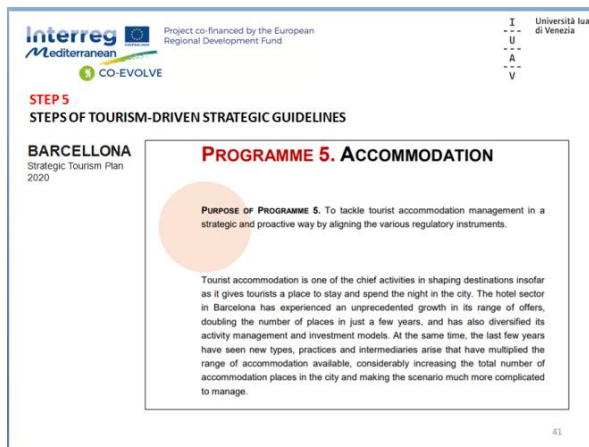 Interreg
Mediterranean
CO-EVOLVE
Project co-financed by the European
Regional Development Fund
I
U
A
V
Università Iua
di Venezia
STEP 5
STEPS OF TOURISM-DRIVEN STRATEGIC GUIDELINES
BARCELLONA
Strategic Tourism Plan
2020
PROGRAMME 5. ACCOMMODATION
PURPOSE OF PROGRAMME 5. To tackle tourist accommodation management in a
strategic and proactive way by aligning the various regulatory instruments.
Tourist accommodation is one of the chief activities in shaping destinations insofar
as it gives tourists a place to stay and spend the night in the city. The hotel sector
in Barcelona has experienced an unprecedented growth in its range of offers,
doubling the number of places in just a few years, and has also diversified its
activity management and investment models. At the same time, the last few years
have seen new types, practices and intermediaries arise that have multiplied the
range of accommodation available, considerably increasing the total number of
accommodation places in the city and making the scenario much more complicated
to manage.
41